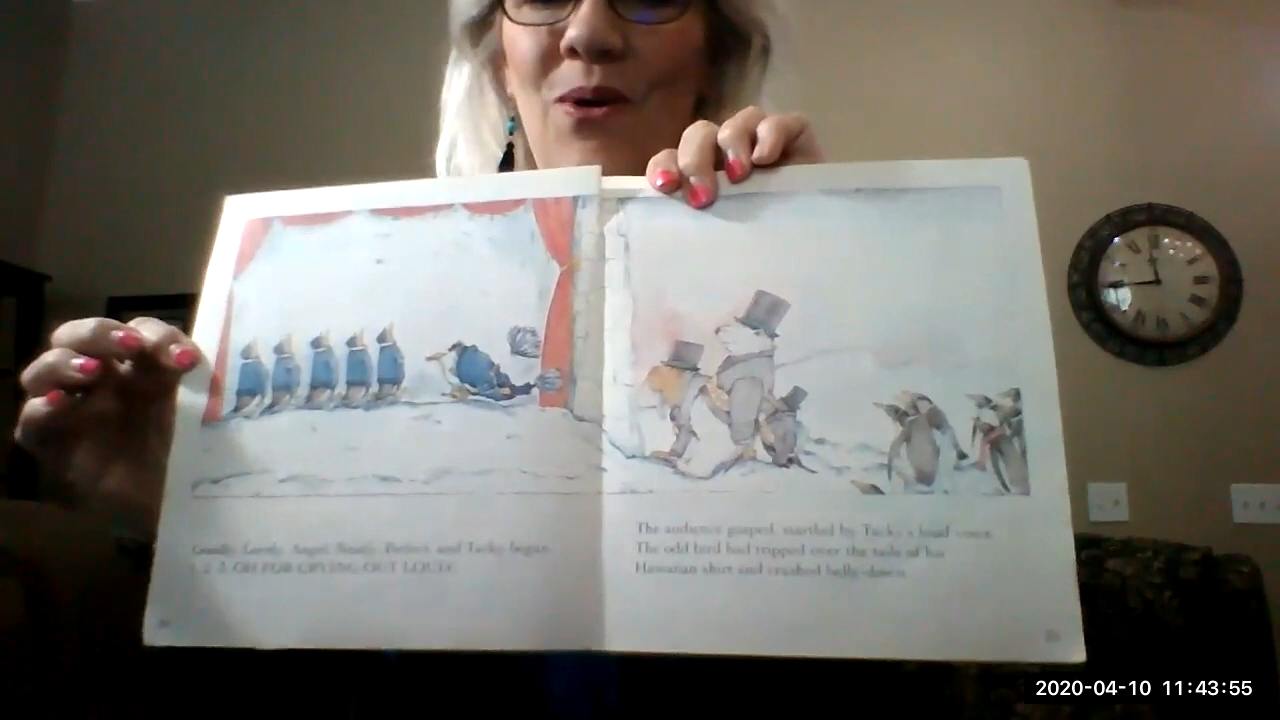 Goodly, Lovely, Angel, Neatly, Perfect, and Tacky began.
1, 2, 3, OH FOR CRYING OUT LOUD!
The audience gasped, startled by Tacky's loud voice.
The odd bird had tripped over the tails of his
Hawaiian shirt and crashed belly-down.
2020-04-10 11:43:55